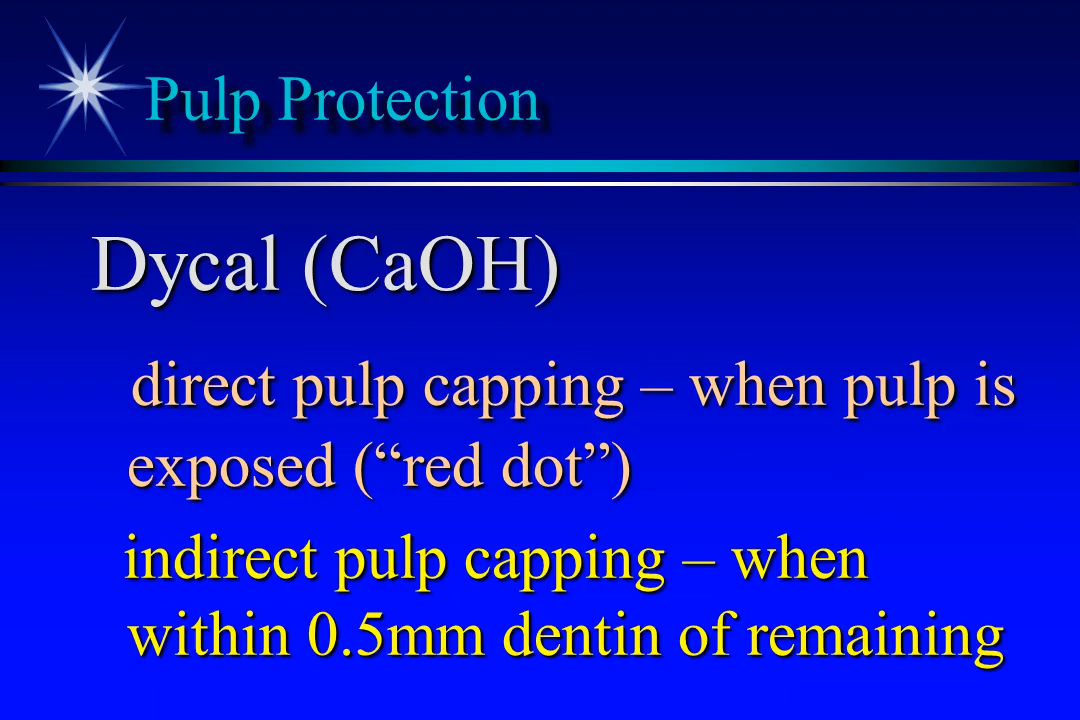 Pulp Protection
Dycal (CaOH)
direct pulp capping – when pulp is
exposed (“red dot”)
indirect pulp capping – when
within 0.5mm dentin of remaining